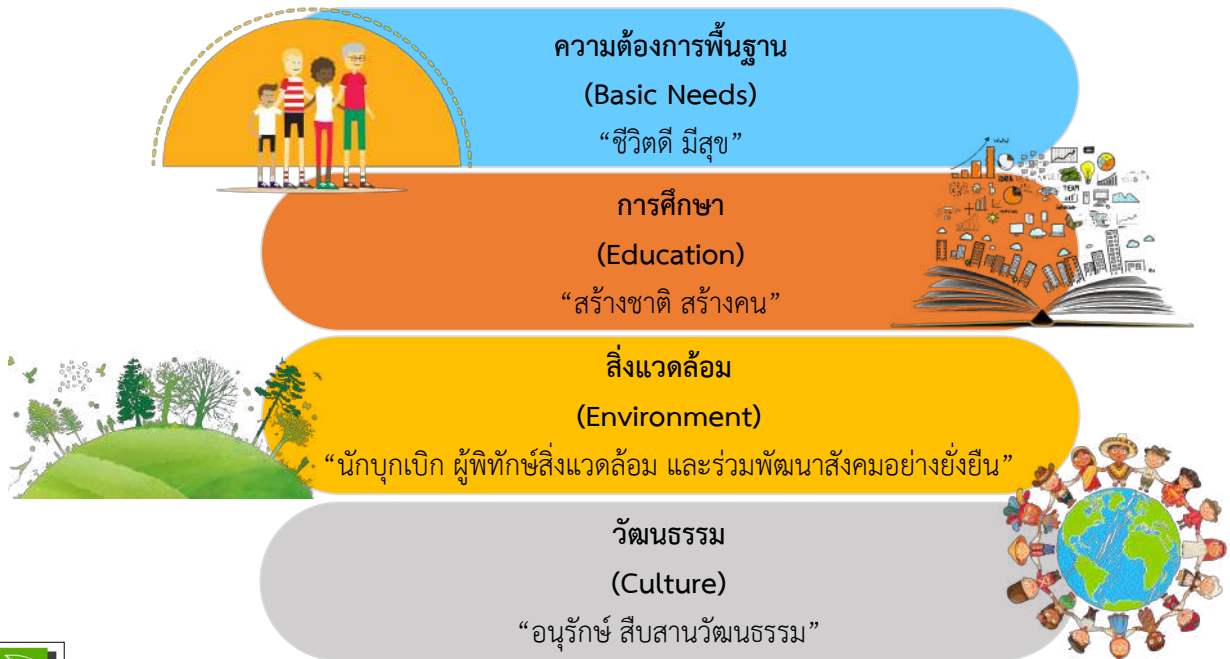 ความต้องการพื้นฐาน
(Basic Needs)
“ชีวิตดี มีสุข”
การศึกษา
(Education)
“สร้างชาติ สร้างคน”
สิ่งแวดล้อม
(Environment)
“นักบุกเบิก ผู้พิทักษ์สิ่งแวดล้อม และร่วมพัฒนาสังคมอย่างยั่งยืน”
วัฒนธรรม
(Culture)
“อนุรักษ์ สืบสานวัฒนธรรม”